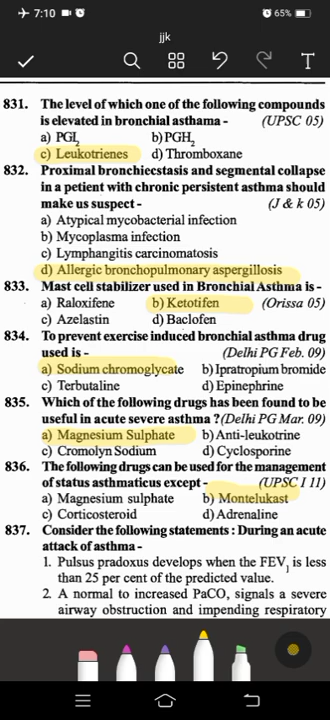 7:10
65%
jjk
T
831. The level of which one of the following compounds
is elevated in bronchial asthama - (UPSC 05)
a) PGI₂ b) PGH₂
c) Leukotrienes d) Thromboxane
832. Proximal bronchiecstasis and segmental collapse
in a petient with chronic persistent asthma should
make us suspect - (J & k 05)
a) Atypical mycobacterial infection
b) Mycoplasma infection
c) Lymphangitis carcinomatosis
d) Allergic bronchopulmonary aspergillosis
833. Mast cell stabilizer used in Bronchial Asthma is -
a) Raloxifene b) Ketotifen (Orissa 05)
c) Azelastin d) Baclofen
834. To prevent exercise induced bronchial asthma drug
used is - (Delhi PG Feb. 09)
a) Sodium chromoglycate b) Ipratropium bromide
c) Terbutaline d) Epinephrine
835. Which of the following drugs has been found to be
useful in acute severe asthma ? (Delhi PG Mar. 09)
a) Magnesium Sulphate b) Anti-leukotrine
c) Cromolyn Sodium d) Cyclosporine
836. The following drugs can be used for the management
of status asthmaticus except - (UPSC I 11)
a) Magnesium sulphate b) Montelukast
c) Corticosteroid d) Adrenaline
837. Consider the following statements : During an acute
attack of asthma -
1. Pulsus pradoxus develops when the FEV₁ is less
than 25 per cent of the predicted value.
2. A normal to increased PaCO₂ signals a severe
airway obstruction and impending respiratory